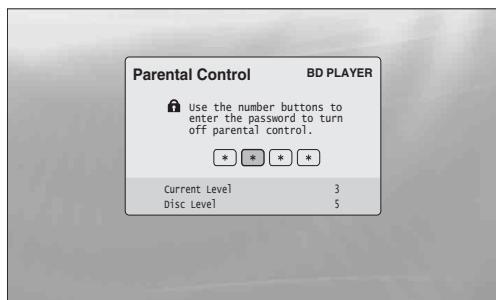 Parental Control BD PLAYER
Use the number buttons to
enter the password to turn
off parental control.
* * * *
Current Level 3
Disc Level 5